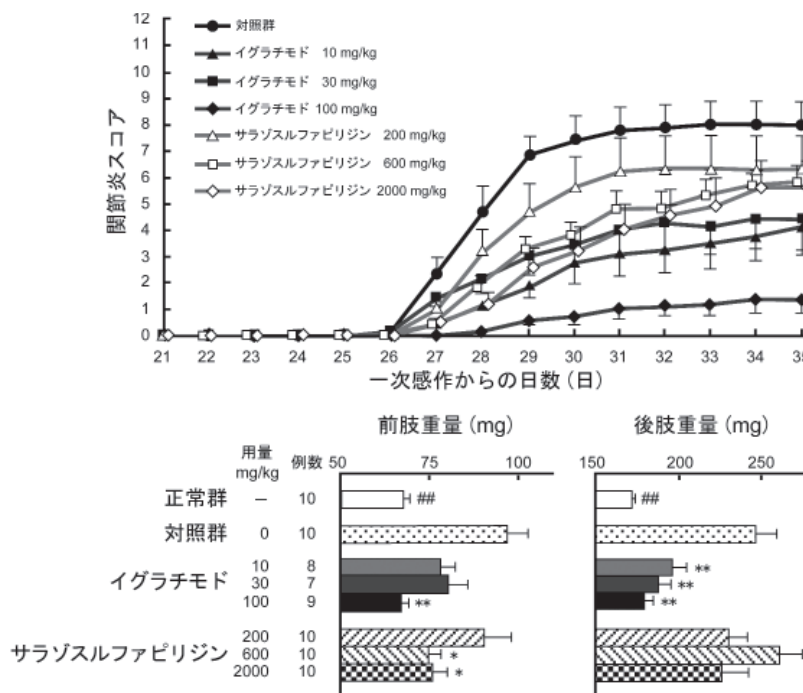 12
11
10
9
8
7
6
5
4
3
2
1
0
関節炎スコア
対照群
イグラチモド 10 mg/kg
イグラチモド 30 mg/kg
イグラチモド 100 mg/kg
サラゾスルファピリジン 200 mg/kg
サラゾスルファピリジン 600 mg/kg
サラゾスルファピリジン 2000 mg/kg
21 22 23 24 25 26 27 28 29 30 31 32 33 34 35
一次感作からの日数(日)
前肢重量(mg) 後肢重量(mg)
用量 mg/kg 例数 50 75 100 150 200 250
正常群 – 10 ## ##
対照群 0 10
イグラチモド
10 8 **
30 7 **
100 9 ** **
サラゾスルファピリジン
200 10
600 10 *
2000 10 *